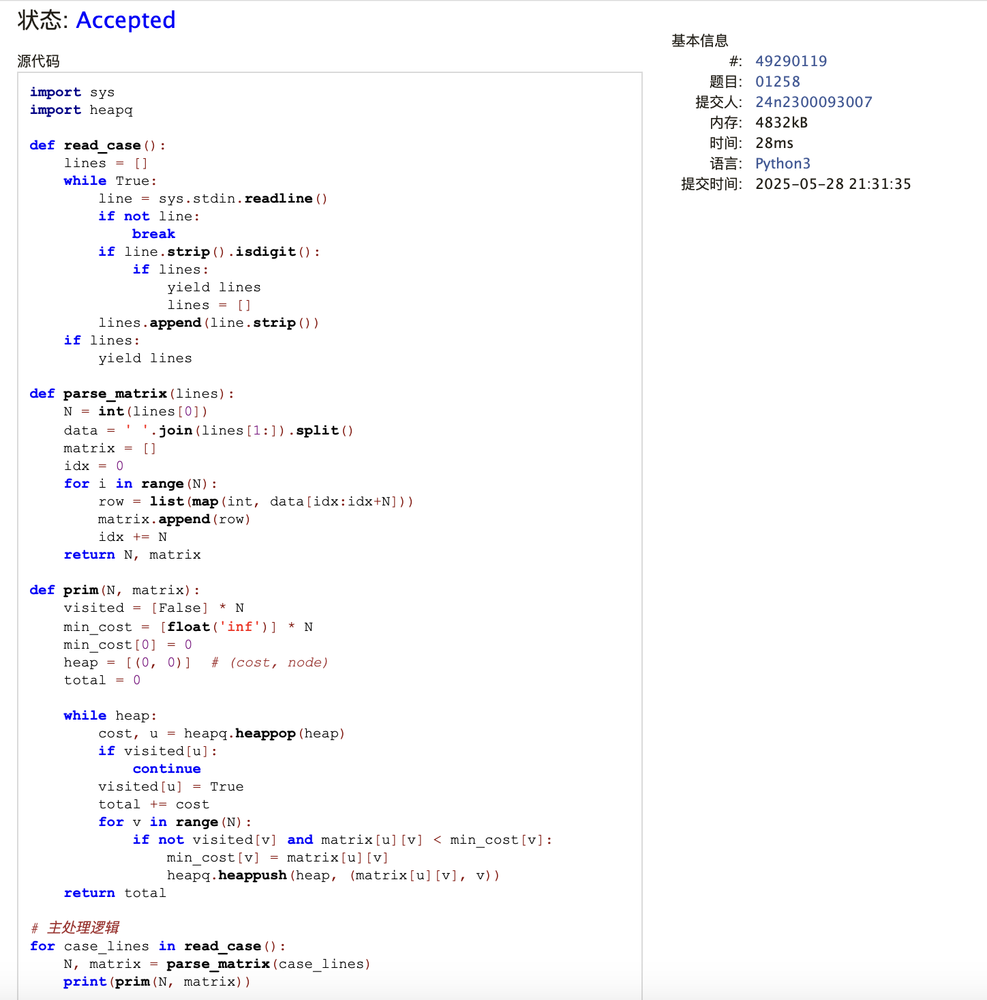 状态: Accepted
源代码
import sys
import heapq
def read_case():
    lines = []
    while True:
        line = sys.stdin.readline()
        if not line:
            break
        if line.strip().isdigit():
            if lines:
                yield lines
                lines = []
        lines.append(line.strip())
    if lines:
        yield lines
def parse_matrix(lines):
    N = int(lines[0])
    data = ' '.join(lines[1:]).split()
    matrix = []
    idx = 0
    for i in range(N):
        row = list(map(int, data[idx:idx+N]))
        matrix.append(row)
        idx += N
    return N, matrix
def prim(N, matrix):
    visited = [False] * N
    min_cost = [float('inf')] * N
    min_cost[0] = 0
    heap = [(0, 0)]  # (cost, node)
    total = 0
    while heap:
        cost, u = heapq.heappop(heap)
        if visited[u]:
            continue
        visited[u] = True
        total += cost
        for v in range(N):
            if not visited[v] and matrix[u][v] < min_cost[v]:
                min_cost[v] = matrix[u][v]
                heapq.heappush(heap, (matrix[u][v], v))
    return total
# 主处理逻辑
for case_lines in read_case():
    N, matrix = parse_matrix(case_lines)
    print(prim(N, matrix))
基本信息
#: 49290119
题目: 01258
提交人: 24n2300093007
内存: 4832kB
时间: 28ms
语言: Python3
提交时间: 2025-05-28 21:31:35